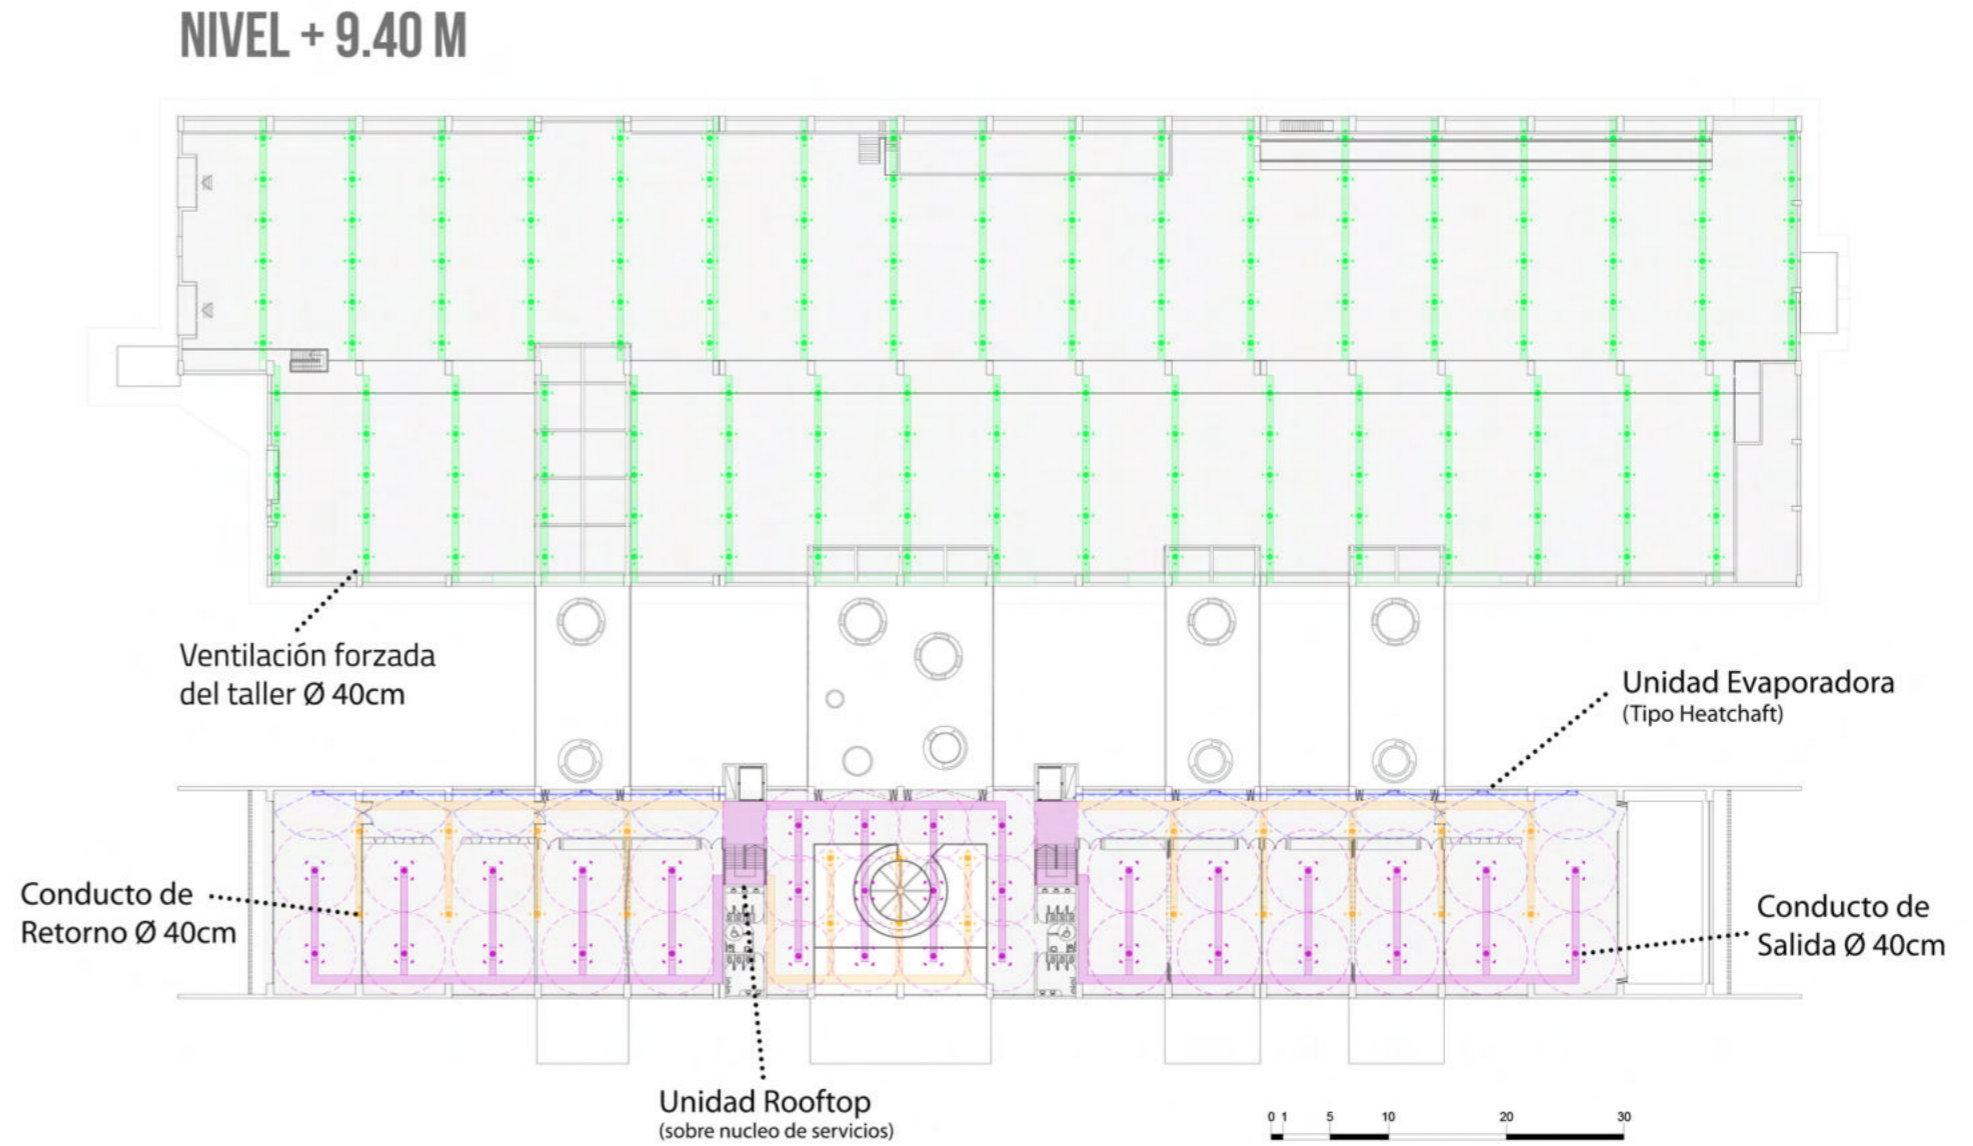 NIVEL + 9.40 M
Ventilación forzada
del taller Ø 40cm
Unidad Evaporadora
(Tipo Heatchaft)
Conducto de
Retorno Ø 40cm
Conducto de
Salida Ø 40cm
Unidad Rooftop
(sobre nucleo de servicios)
0 1 5 10 20 30